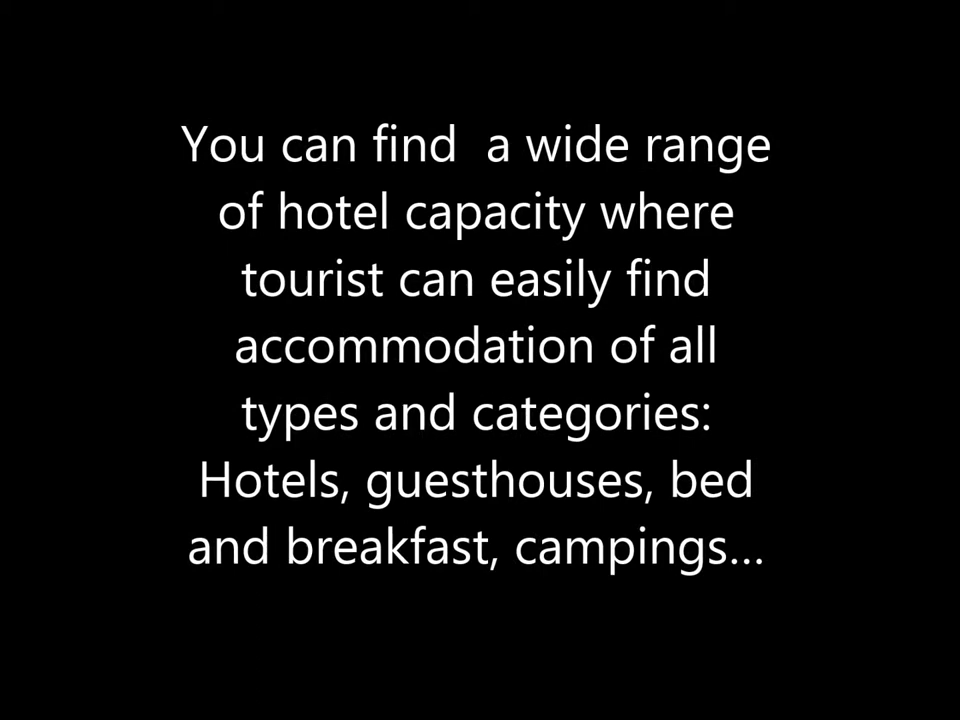 You can find  a wide range
of hotel capacity where
tourist can easily find
accommodation of all
types and categories:
Hotels, guesthouses, bed
and breakfast, campings...